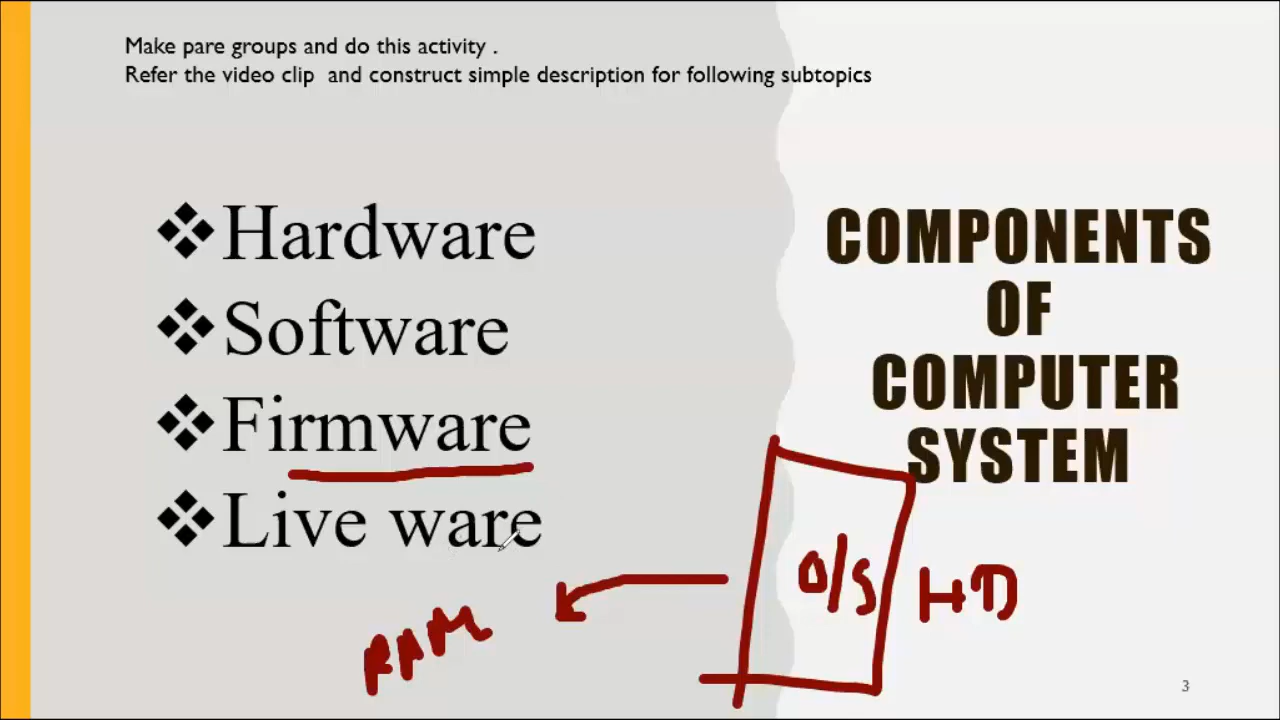 Make pare groups and do this activity .
Refer the video clip and construct simple description for following subtopics
❖Hardware
❖Software
❖Firmware
❖Live ware
COMPONENTS
OF
COMPUTER
SYSTEM
O/S
HD
RAM
3